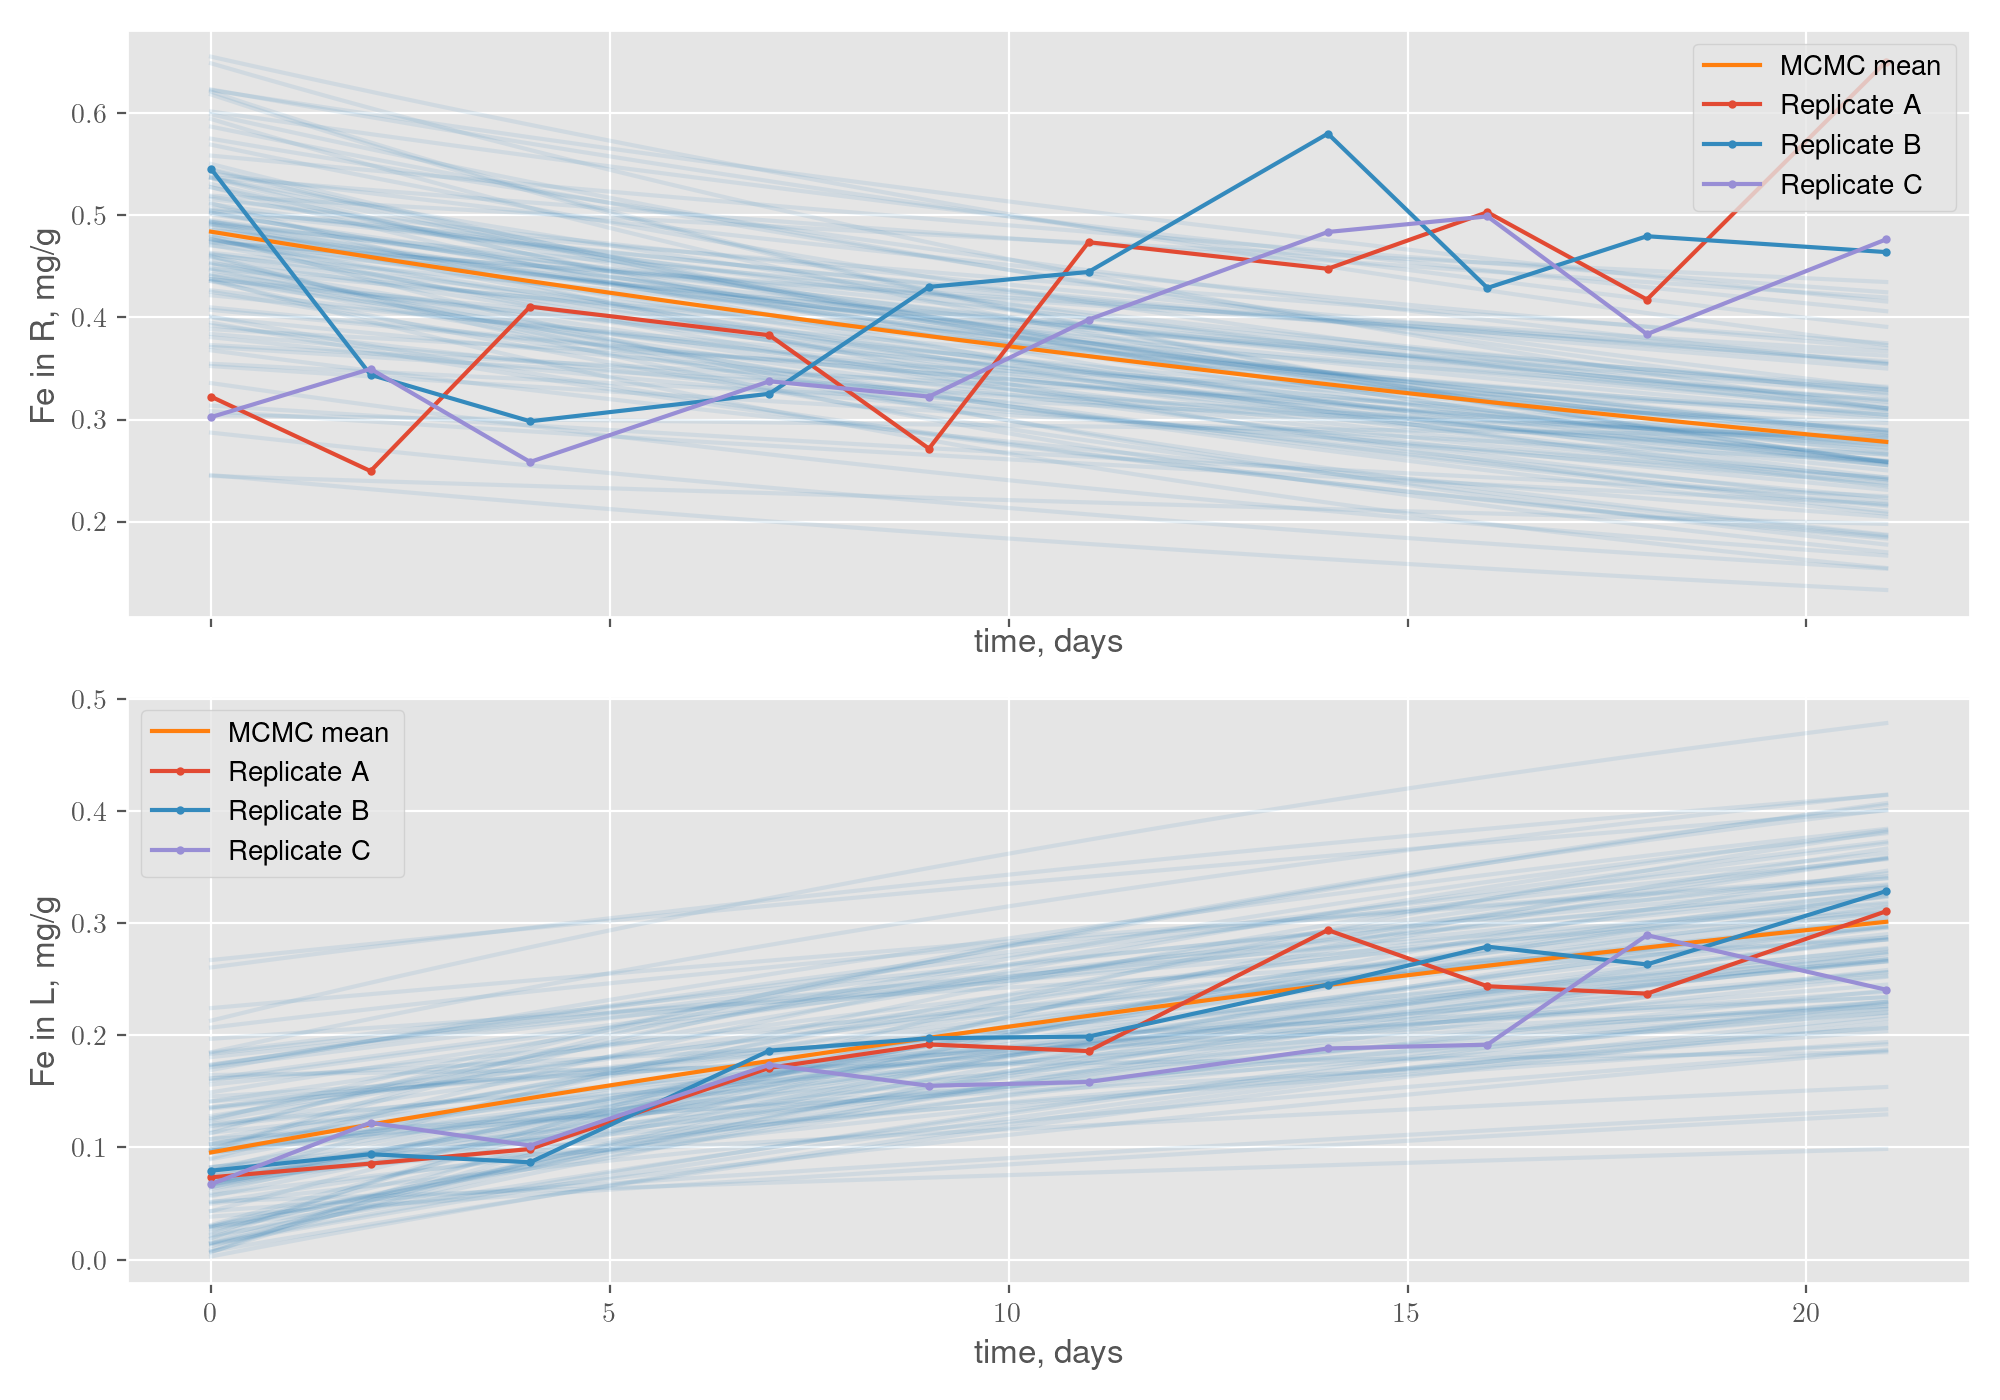 Fe in R, mg/g
0.6
0.5
0.4
0.3
0.2
MCMC mean
Replicate A
Replicate B
Replicate C
time, days
Fe in L, mg/g
0.5
0.4
0.3
0.2
0.1
0.0
MCMC mean
Replicate A
Replicate B
Replicate C
0 5 10 15 20
time, days